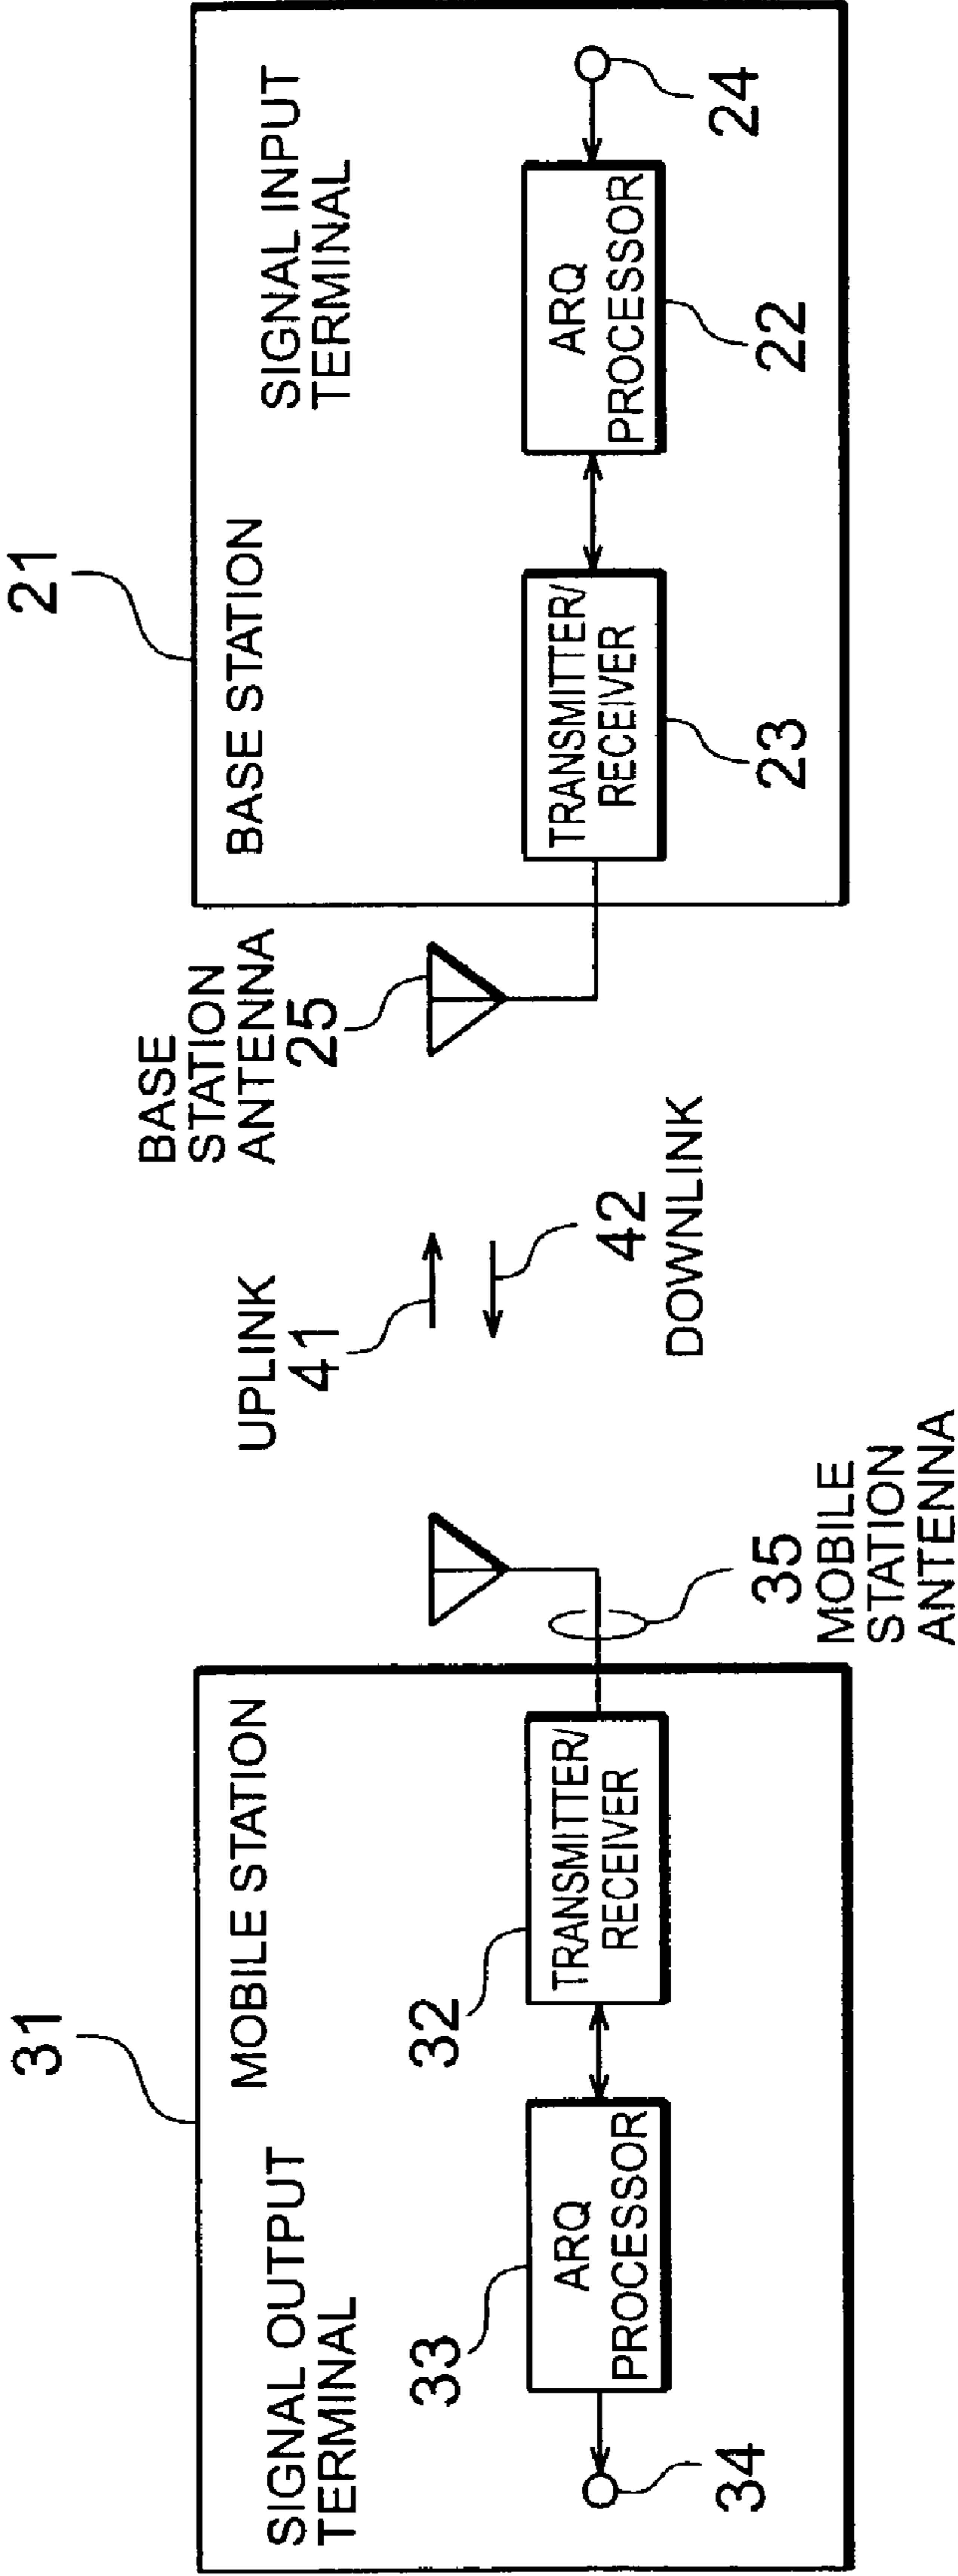 31
SIGNAL OUTPUT
TERMINAL
MOBILE STATION
33
ARQ
PROCESSOR
34
32
TRANSMITTER/
RECEIVER
35
MOBILE
STATION
ANTENNA
UPLINK
41
42
DOWNLINK
BASE
STATION
ANTENNA
25
21
BASE STATION
SIGNAL INPUT
TERMINAL
TRANSMITTER/
RECEIVER
23
ARQ
PROCESSOR
22
24